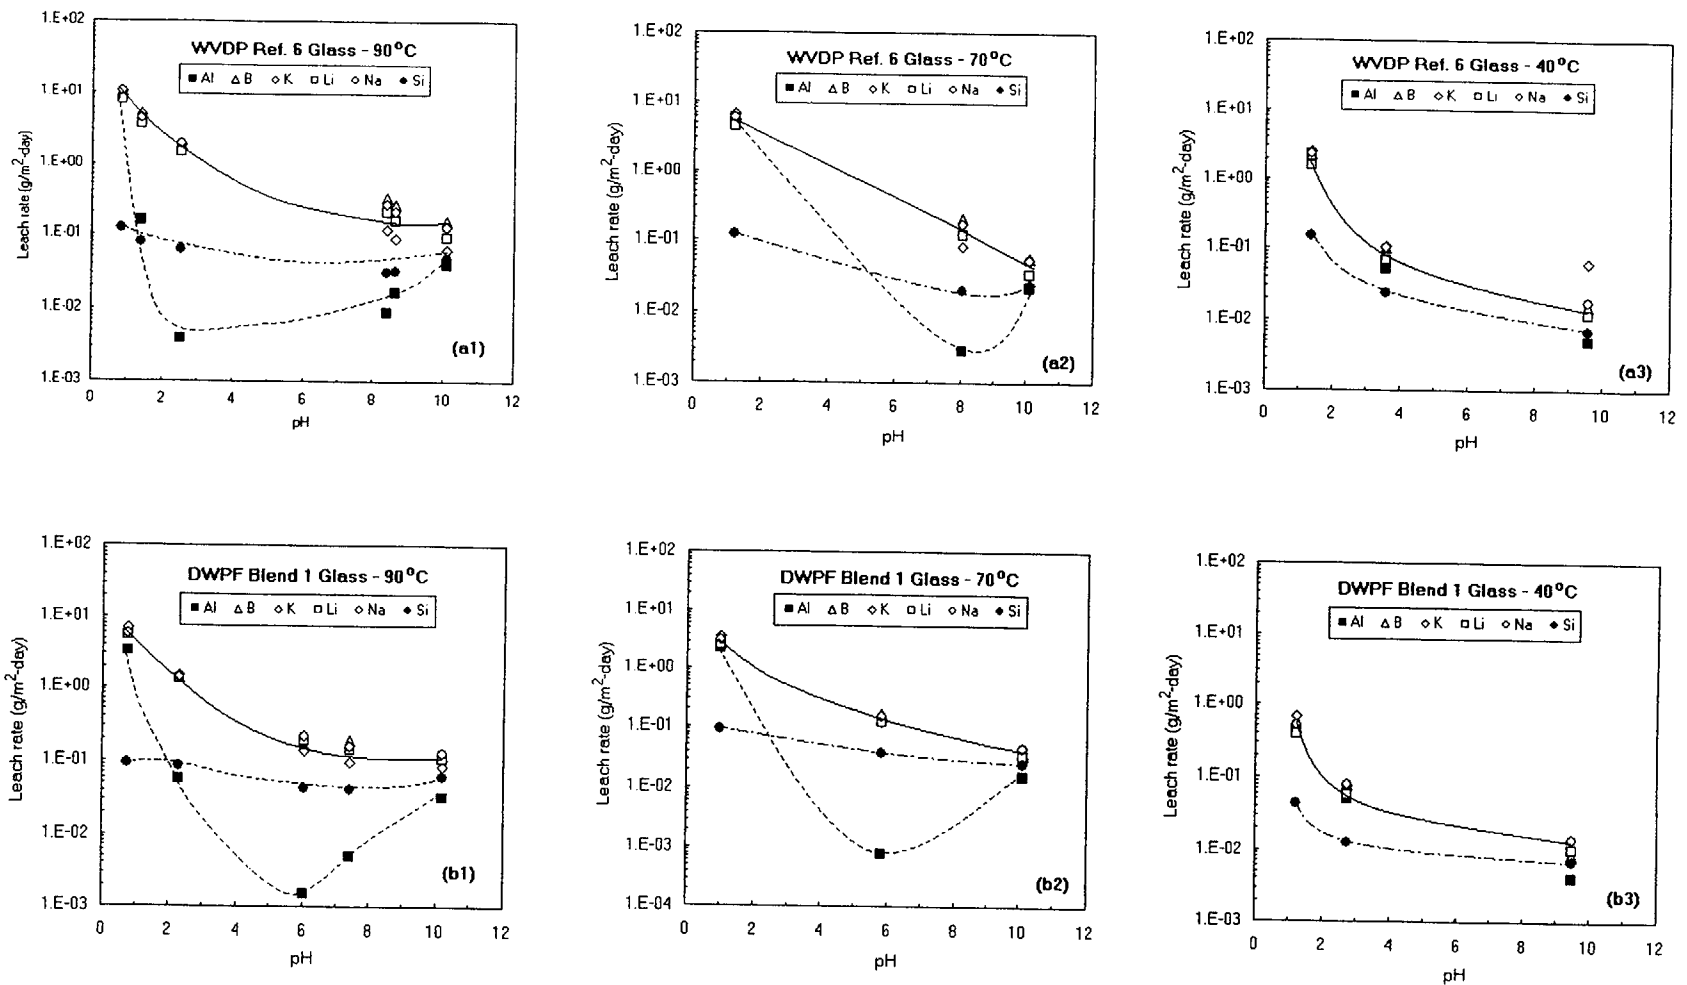 WVDP Ref. 6 Glass - 90°C
■ Al △ B ◇ K □ Li ◇ Na ● Si
1.E+02
1.E+01
1.E+00
1.E-01
1.E-02
1.E-03
Leach rate (g/m²-day)
(a1)
0 2 4 6 8 10 12
pH
WVDP Ref. 6 Glass - 70°C
■ Al △ B ◇ K □ Li ◇ Na ◆ Si
1.E+02
1.E+01
1.E+00
1.E-01
1.E-02
1.E-03
Leach rate (g/m²-day)
(a2)
0 2 4 6 8 10 12
pH
WVDP Ref. 6 Glass - 40°C
■ Al △ B ◇ K □ Li ◇ Na ◆ Si
1.E+02
1.E+01
1.E+00
1.E-01
1.E-02
1.E-03
Leach rate (g/m²-day)
(a3)
0 2 4 6 8 10 12
pH
DWPF Blend 1 Glass - 90°C
■ Al △ B ◇ K □ Li ◇ Na ● Si
1.E+02
1.E+01
1.E+00
1.E-01
1.E-02
1.E-03
Leach rate (g/m²-day)
(b1)
0 2 4 6 8 10 12
pH
DWPF Blend 1 Glass - 70°C
■ Al △ B ◇ K □ Li ◇ Na ● Si
1.E+02
1.E+01
1.E+00
1.E-01
1.E-02
1.E-03
1.E-04
Leach rate (g/m²-day)
(b2)
0 2 4 6 8 10 12
pH
DWPF Blend 1 Glass - 40°C
■ Al △ B ◇ K □ Li ◇ Na ● Si
1.E+02
1.E+01
1.E+00
1.E-01
1.E-02
1.E-03
Leach rate (g/m²-day)
(b3)
0 2 4 6 8 10 12
pH